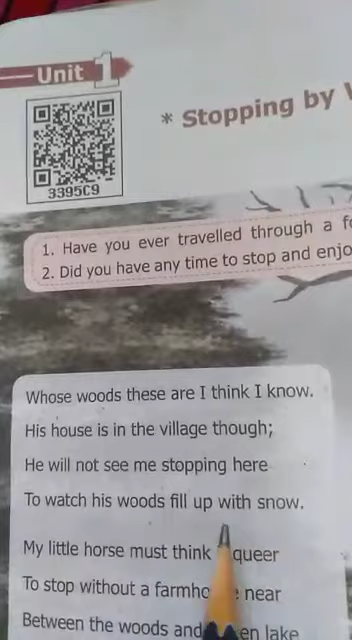 Unit 1
3395C9
* Stopping by
1. Have you ever travelled through a
2. Did you have any time to stop and
Whose woods these are I think I know.
His house is in the village though;
He will not see me stopping here
To watch his woods fill up with snow.
My little horse must think queer
To stop without a near
Between the woods and lake